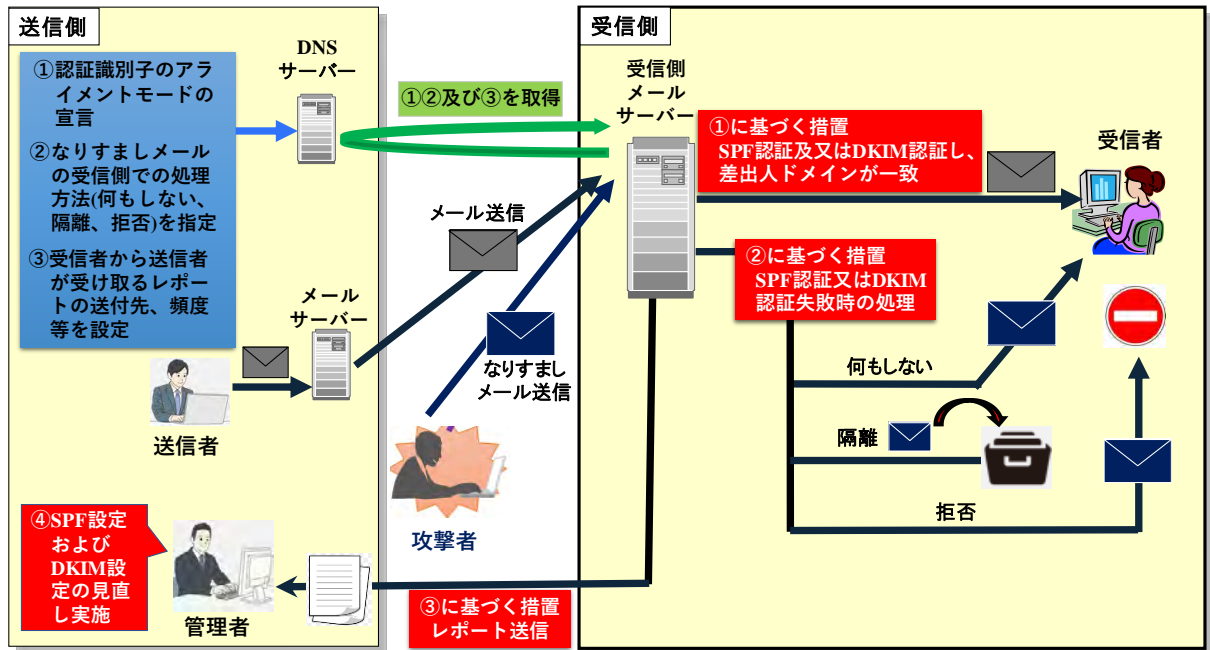 送信側
①認証識別子のアラ
イメントモードの
宣言
②なりすましメール
の受信側での処理
方法(何もしない、
隔離、拒否)を指定
③受信者から送信者
が受け取るレポー
トの送付先、頻度
等を設定
DNS
サーバー
メール
サーバー
送信者
④SPF設定
および
DKIM設
定の見直
し実施
管理者
①②及び③を取得
メール送信
なりすまし
メール送信
攻撃者
③に基づく措置
レポート送信
受信側
受信側
メール
サーバー
①に基づく措置
SPF認証及又はDKIM認証し、
差出人ドメインが一致
受信者
②に基づく措置
SPF認証又はDKIM
認証失敗時の処理
何もしない
隔離
拒否